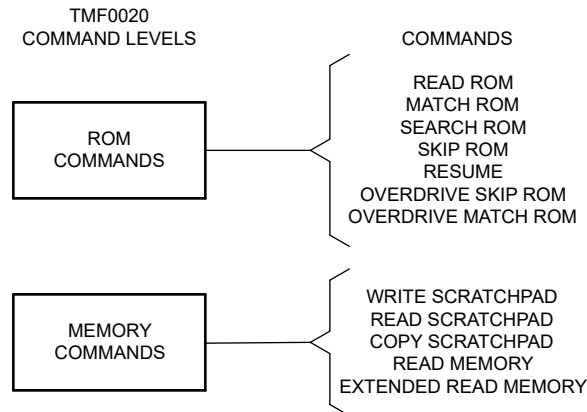 TMF0020
COMMAND LEVELS
COMMANDS
ROM
COMMANDS
READ ROM
MATCH ROM
SEARCH ROM
SKIP ROM
RESUME
OVERDRIVE SKIP ROM
OVERDRIVE MATCH ROM
MEMORY
COMMANDS
WRITE SCRATCHPAD
READ SCRATCHPAD
COPY SCRATCHPAD
READ MEMORY
EXTENDED READ MEMORY